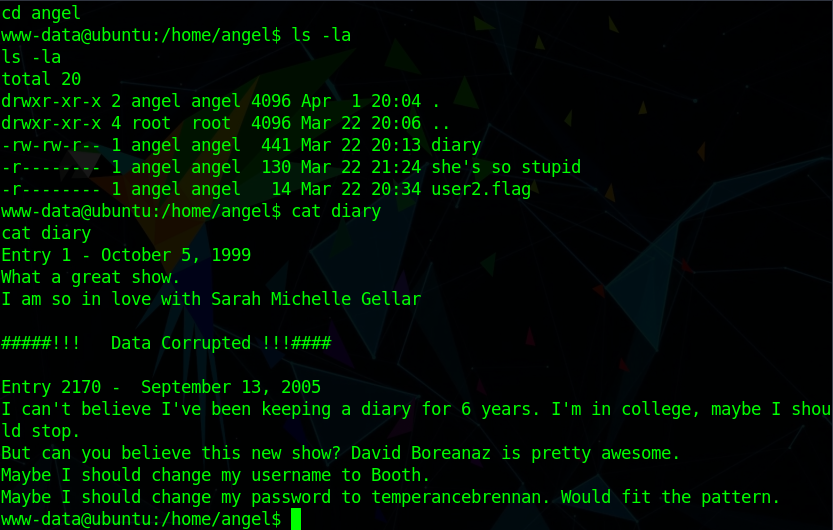 cd angel
www-data@ubuntu:/home/angel$ ls -la
ls -la
total 20
drwxr-xr-x 2 angel angel 4096 Apr  1 20:04 .
drwxr-xr-x 4 root  root  4096 Mar 22 20:06 ..
-rw-rw-r-- 1 angel angel  441 Mar 22 20:13 diary
-r-------- 1 angel angel  130 Mar 22 21:24 she's so stupid
-r-------- 1 angel angel   14 Mar 22 20:34 user2.flag
www-data@ubuntu:/home/angel$ cat diary
cat diary
Entry 1 - October 5, 1999
What a great show.
I am so in love with Sarah Michelle Gellar
#####!!!   Data Corrupted !!!####
Entry 2170 -  September 13, 2005
I can't believe I've been keeping a diary for 6 years. I'm in college, maybe I shou
ld stop.
But can you believe this new show? David Boreanaz is pretty awesome.
Maybe I should change my username to Booth.
Maybe I should change my password to temperancebrennan. Would fit the pattern.
www-data@ubuntu:/home/angel$